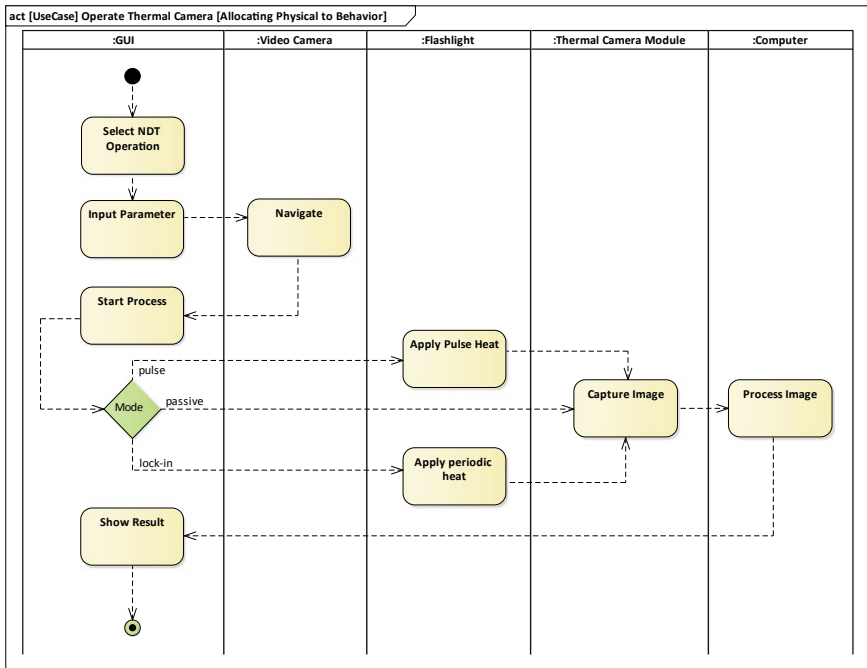 act [UseCase] Operate Thermal Camera [Allocating Physical to Behavior]
:GUI
:Video Camera
:Flashlight
:Thermal Camera Module
:Computer
Select NDT
Operation
Input Parameter
Navigate
Start Process
Apply Pulse Heat
pulse
Mode
passive
Capture Image
Process Image
lock-in
Apply periodic
heat
Show Result